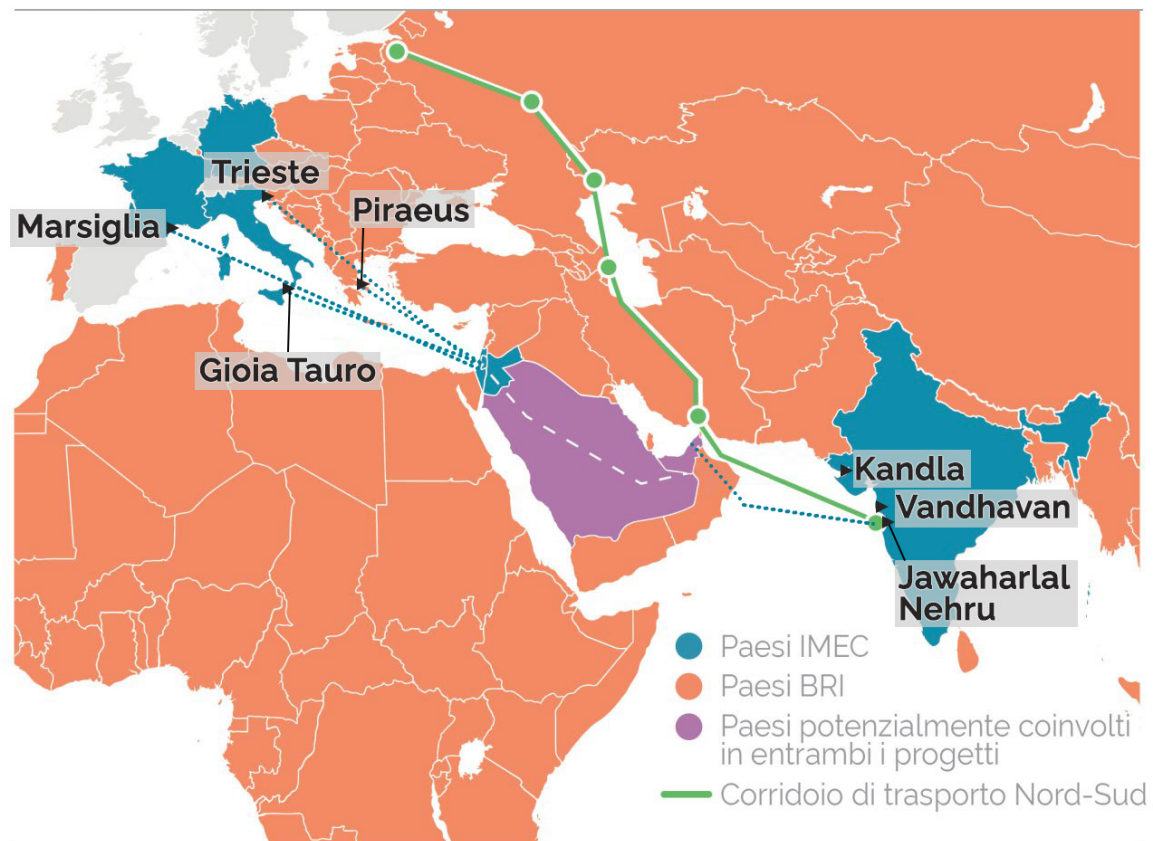 Trieste
Piraeus
Marsiglia
Gioia Tauro
Kandla
Vandhavan
Jawaharlal
Nehru
Paesi IMEC
Paesi BRI
Paesi potenzialmente coinvolti
in entrambi i progetti
Corridoio di trasporto Nord-Sud